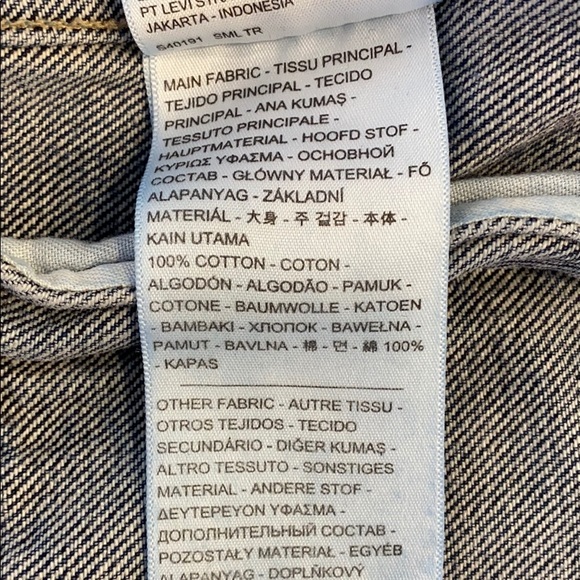 PT LEVI
JAKARTA - INDONESIA
S40191 SML TR
MAIN FABRIC - TISSU PRINCIPAL -
TEJIDO PRINCIPAL - TECIDO
PRINCIPAL - ANA KUMAŞ -
TESSUTO PRINCIPALE -
HAUPTMATERIAL - HOOFD STOF -
ΚΥΡΙΩΣ ΥΦΑΣΜΑ - ОСНОВНОЙ
СОСТАВ - GŁÓWNY MATERIAŁ - FŐ
ALAPANYAG - ZÁKLADNÍ
MATERIÁL - 大身 - 주 겉감 - 本体 -
KAIN UTAMA
100% COTTON - COTON -
ALGODÓN - ALGODÃO - PAMUK -
COTONE - BAUMWOLLE - KATOEN
- ΒΑΜΒΑΚΙ - ХЛОПОК - BAWEŁNA -
PAMUT - BAVLNA - 棉 - 면 - 綿 100%
- KAPAS
OTHER FABRIC - AUTRE TISSU -
OTROS TEJIDOS - TECIDO
SECUNDÁRIO - DIĞER KUMAŞ -
ALTRO TESSUTO - SONSTIGES
MATERIAL - ANDERE STOF -
ΔΕΥΤΕΡΕΥΟΝ ΥΦΑΣΜΑ -
ДОПОЛНИТЕЛЬНЫЙ СОСТАВ -
POZOSTAŁY MATERIAŁ - EGYÉB
ALAPANYAG - DOPLŇKOVÝ